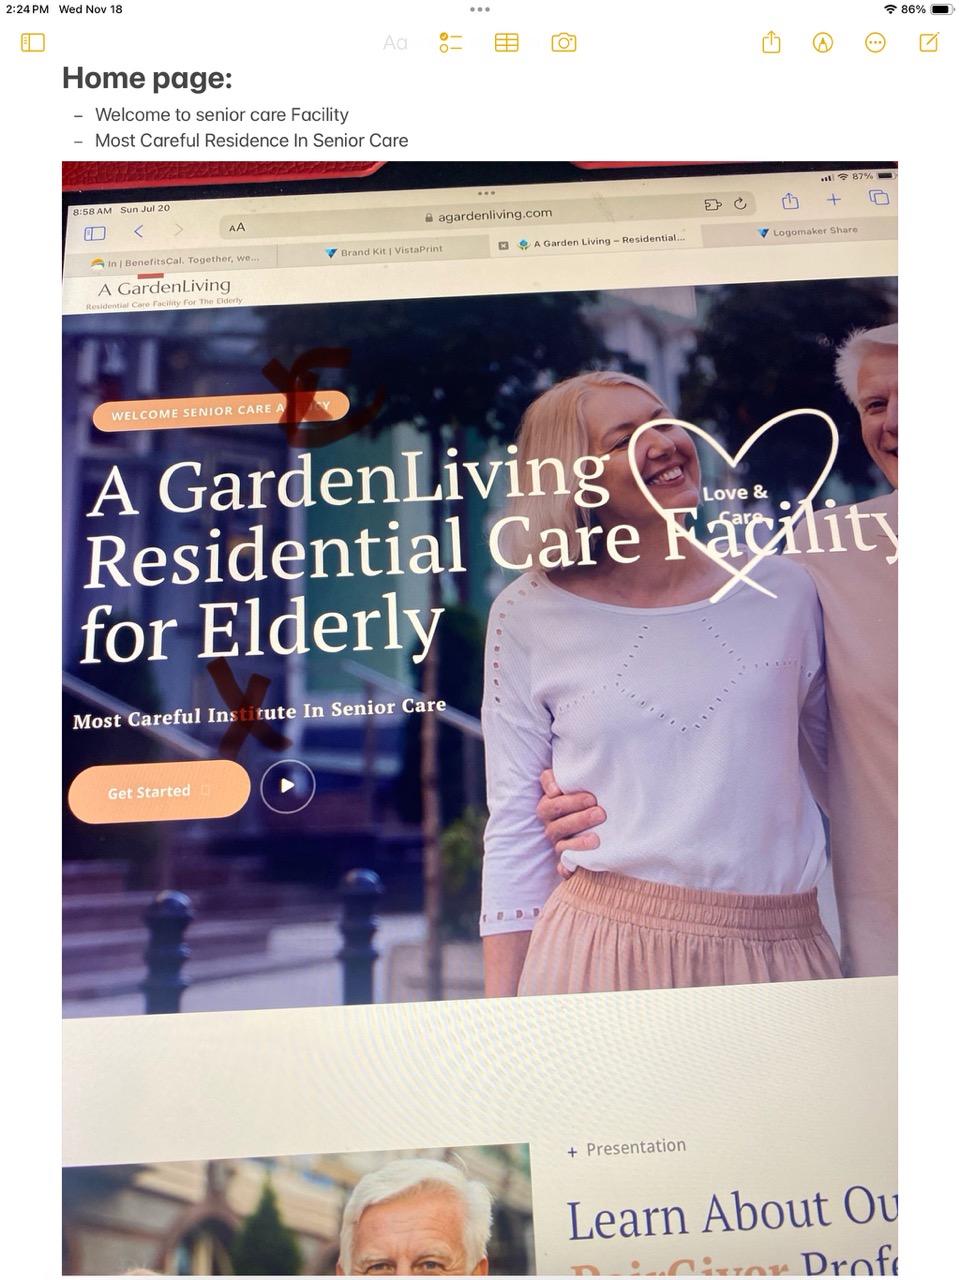 2:24 PM Wed Nov 18
86%
Aa
Home page:
– Welcome to senior care Facility
– Most Careful Residence In Senior Care
8:58 AM Sun Jul 20
87%
AA
agardenliving.com
In | BenefitsCal. Together, we...
Brand Kit | VistaPrint
A Garden Living – Residential...
Logomaker Share
A GardenLiving
Residential Care Facility For The Elderly
WELCOME SENIOR CARE
A GardenLiving
Residential Care Facility
for Elderly
Love &
Care
Most Careful Institute In Senior Care
Get Started
+ Presentation
Learn About Ou